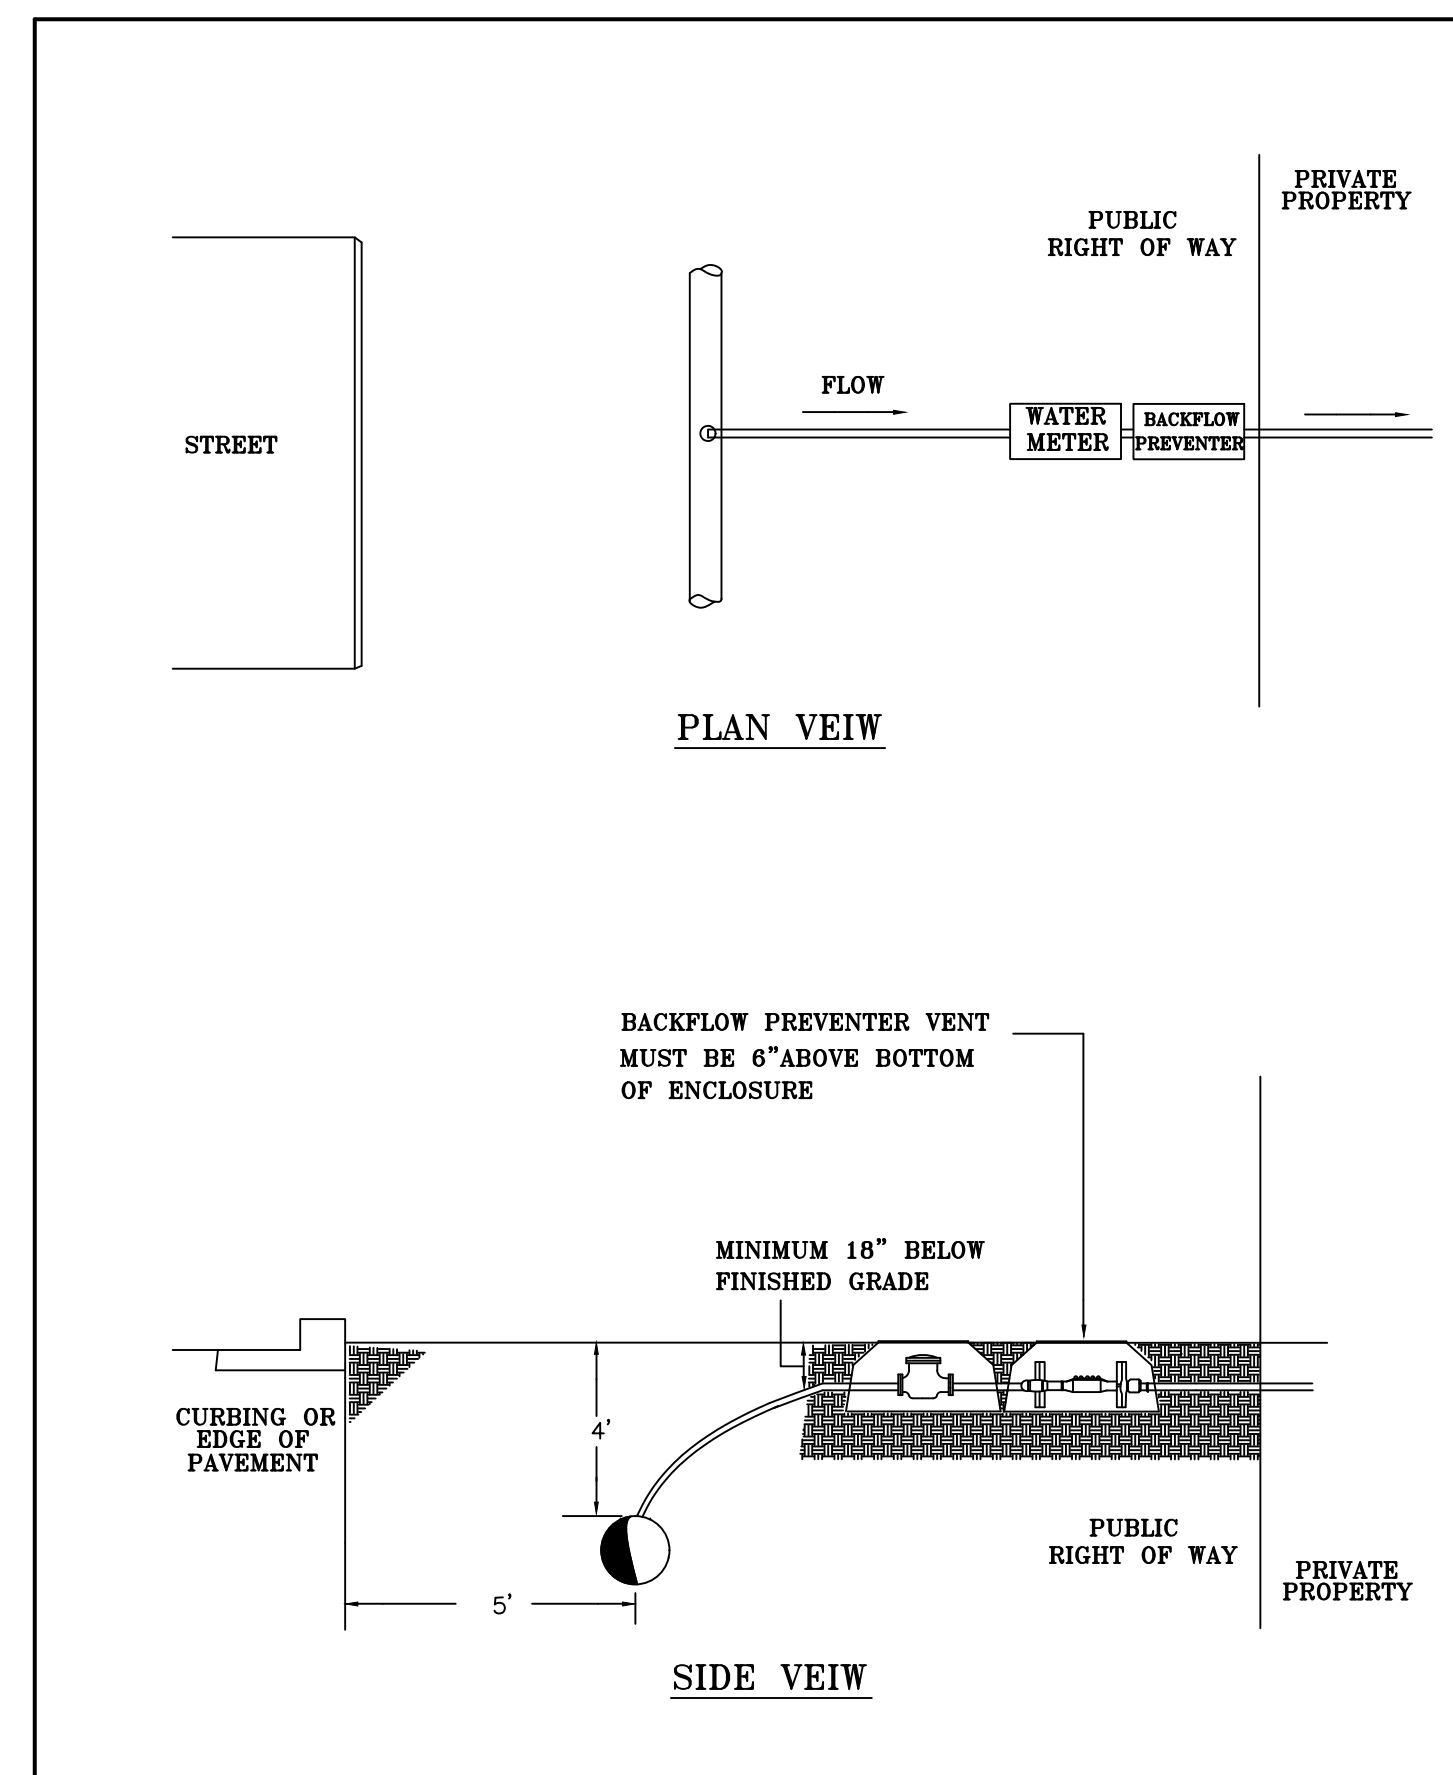 PRIVATE
PROPERTY
PUBLIC
RIGHT OF WAY
FLOW
WATER
METER
BACKFLOW
PREVENTER
STREET
PLAN VEIW
BACKFLOW PREVENTER VENT
MUST BE 6"ABOVE BOTTOM
OF ENCLOSURE
MINIMUM 18" BELOW
FINISHED GRADE
CURBING OR
EDGE OF
PAVEMENT
4'
5'
PUBLIC
RIGHT OF WAY
PRIVATE
PROPERTY
SIDE VEIW